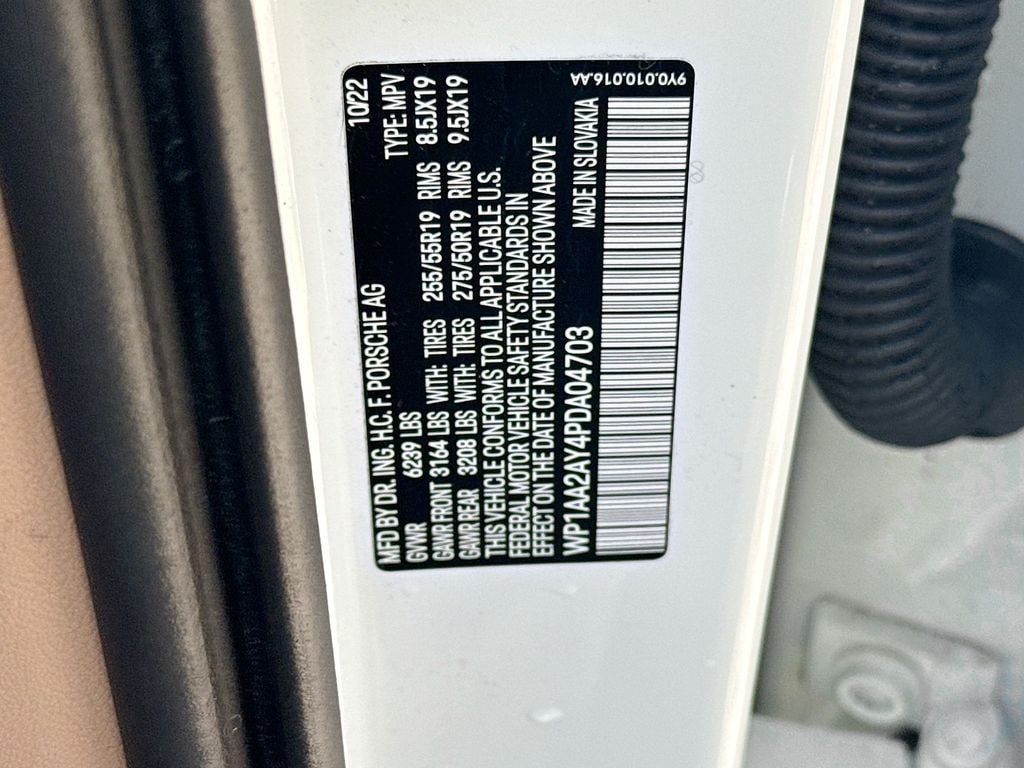 MFD BY DR. ING. H.C. F. PORSCHE AG 10/22
GVWR 6239 LBS TYPE: MPV
GAWR FRONT 3164 LBS WITH: TIRES 255/55R19 RIMS 8.5JX19
GAWR REAR 3208 LBS WITH: TIRES 275/50R19 RIMS 9.5JX19
THIS VEHICLE CONFORMS TO ALL APPLICABLE U.S.
FEDERAL MOTOR VEHICLE SAFETY STANDARDS IN
EFFECT ON THE DATE OF MANUFACTURE SHOWN ABOVE
WP1AA2AY4PDA04703 MADE IN SLOVAKIA
9Y0.010.016.AA